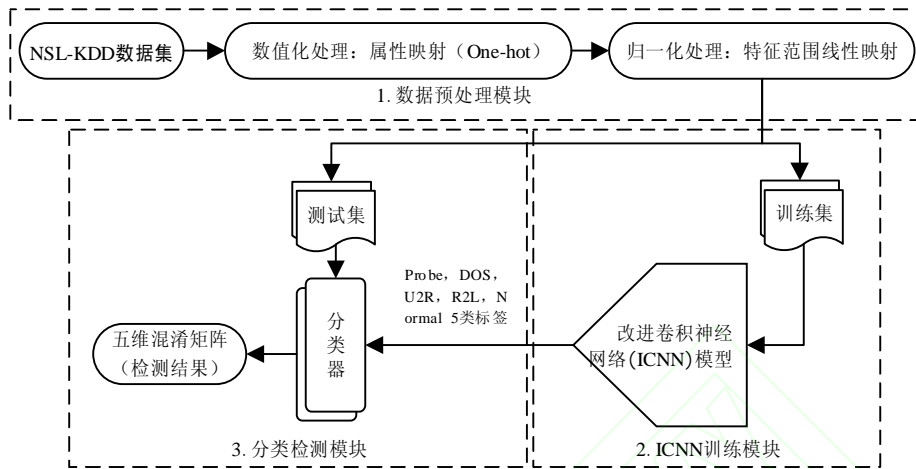 NSL-KDD数据集
数值化处理：属性映射（One-hot）
归一化处理：特征范围线性映射
1. 数据预处理模块
测试集
训练集
Probe，DOS，
U2R，R2L，N
ormal 5类标签
分
类
器
改进卷积神经
网络(ICNN)模型
五维混淆矩阵
（检测结果）
3. 分类检测模块
2. ICNN训练模块